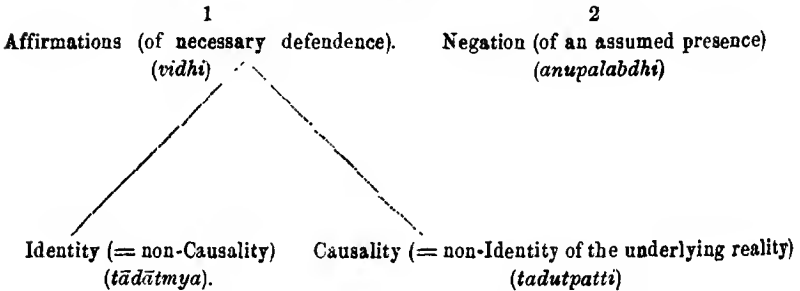 1 2
Affirmations (of necessary defendence). Negation (of an assumed presence)
(vidhi) (anupalabdhi)
Identity (= non-Causality) Causality (= non-Identity of the underlying reality)
(tādātmya). (tadutpatti)